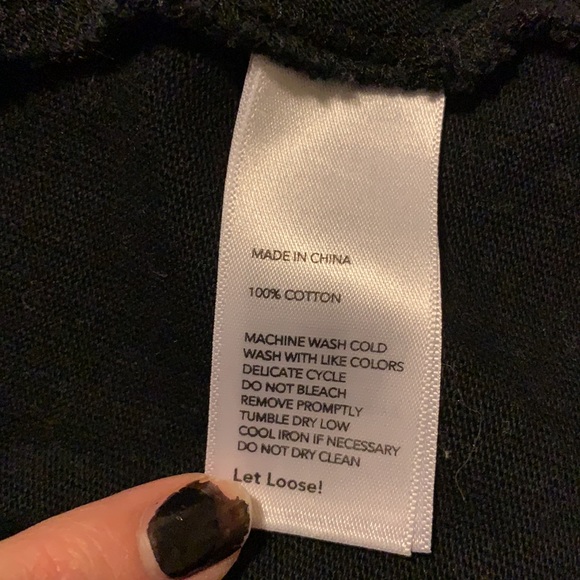 MADE IN CHINA
100% COTTON
MACHINE WASH COLD
WASH WITH LIKE COLORS
DELICATE CYCLE
DO NOT BLEACH
REMOVE PROMPTLY
TUMBLE DRY LOW
COOL IRON IF NECESSARY
DO NOT DRY CLEAN
Let Loose!